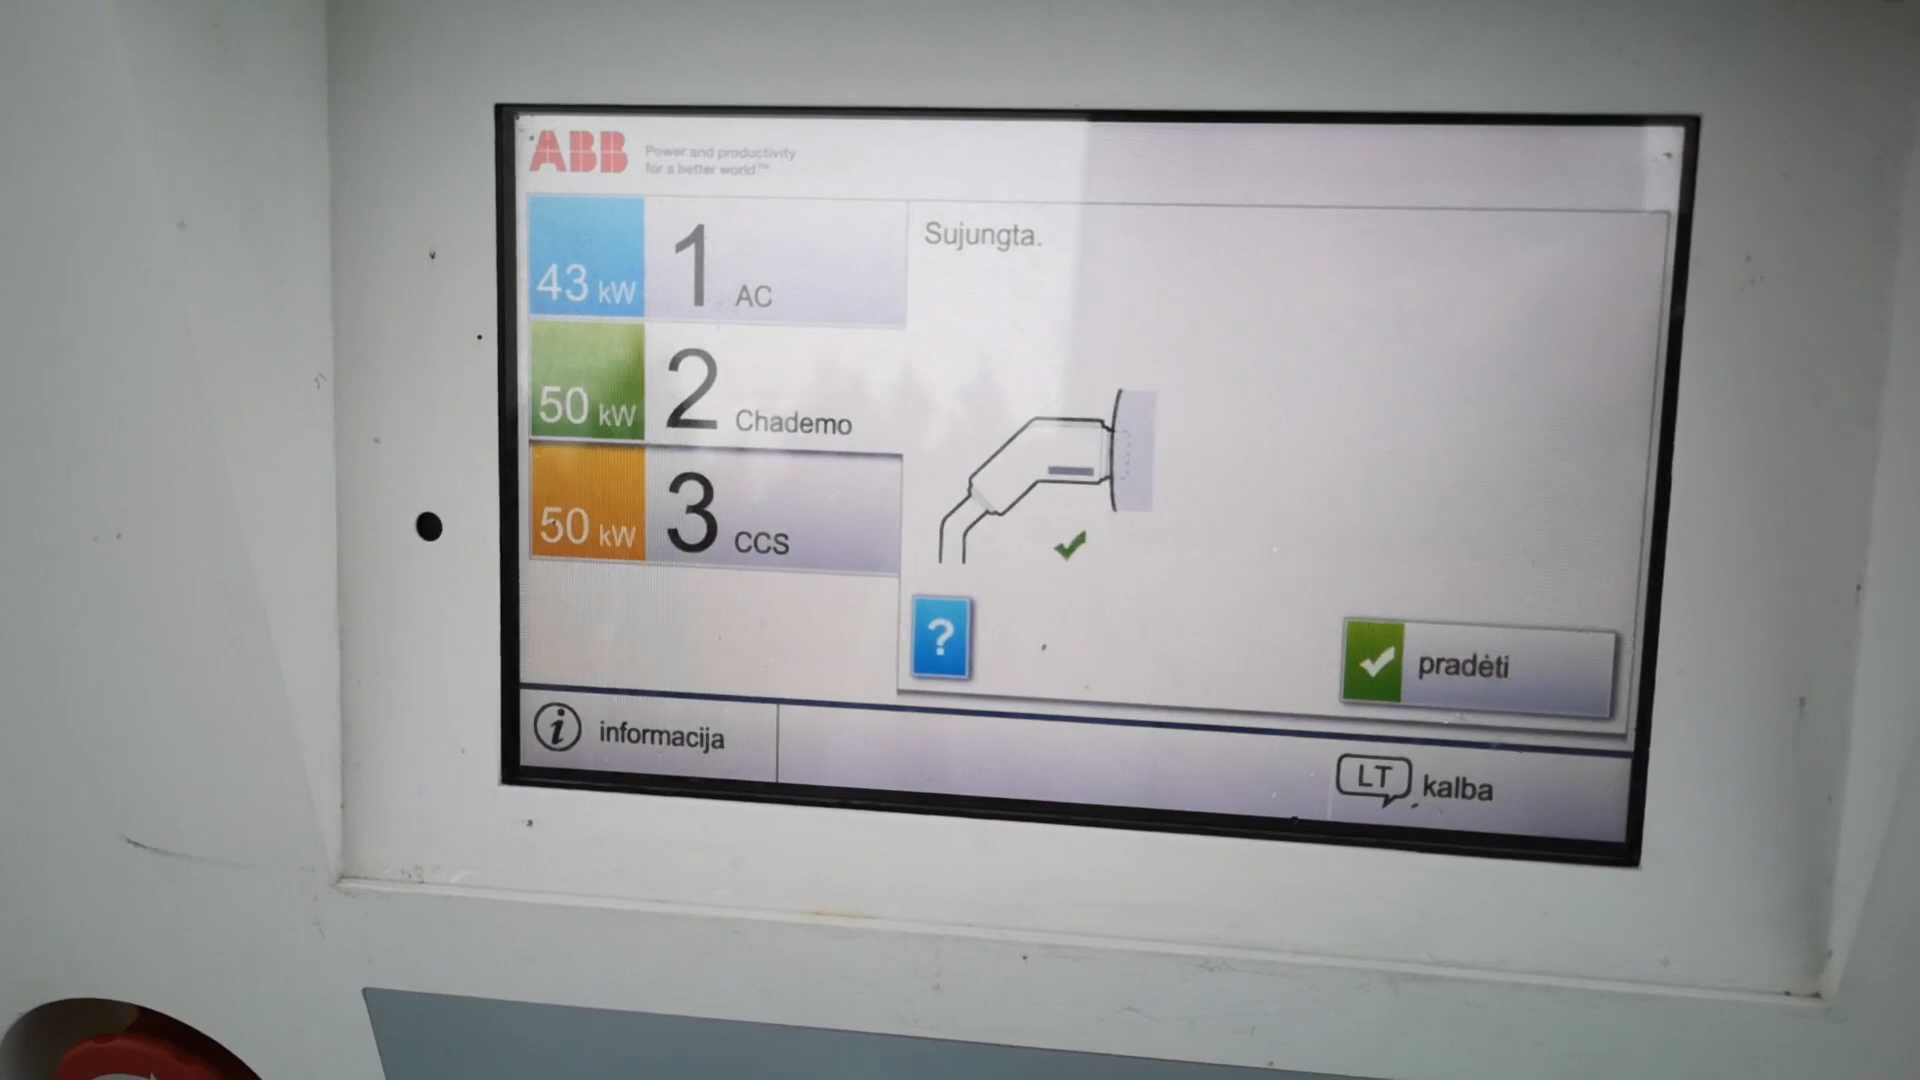 ABB
Power and productivity
for a better world™
43 kW 1 AC
50 kW 2 Chademo
50 kW 3 CCS
Sujungta.
?
pradėti
i informacija
LT kalba